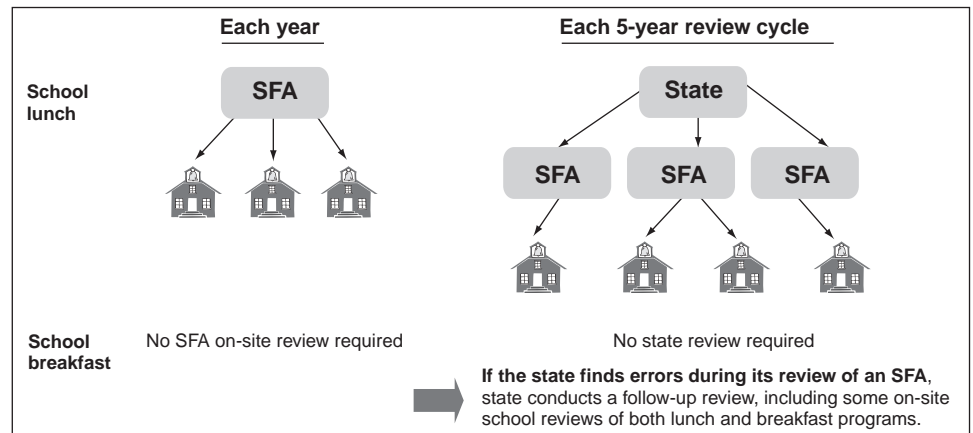 Each year
Each 5-year review cycle
School
lunch
SFA
State
SFA
SFA
SFA
School
breakfast
No SFA on-site review required
No state review required
If the state finds errors during its review of an SFA,
state conducts a follow-up review, including some on-site
school reviews of both lunch and breakfast programs.